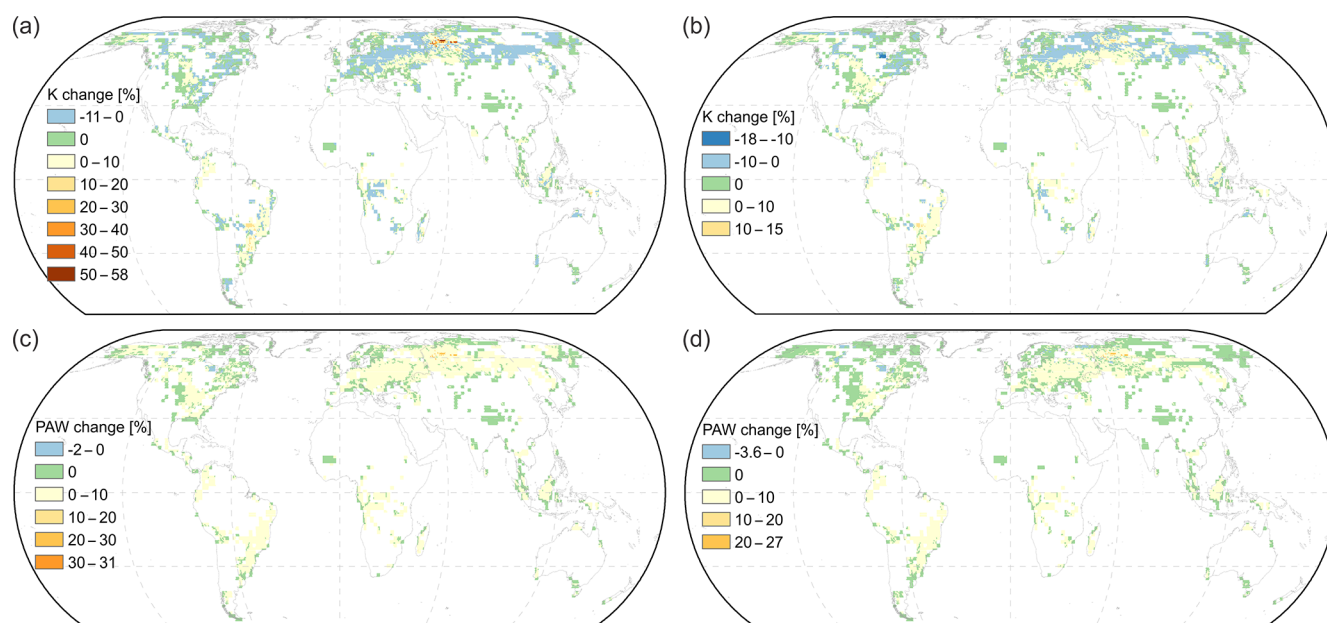 (a)
K change [%]
-11 – 0
0
0 – 10
10 – 20
20 – 30
30 – 40
40 – 50
50 – 58
(b)
K change [%]
-18 – -10
-10 – 0
0
0 – 10
10 – 15
(c)
PAW change [%]
-2 – 0
0
0 – 10
10 – 20
20 – 30
30 – 31
(d)
PAW change [%]
-3.6 – 0
0
0 – 10
10 – 20
20 – 27